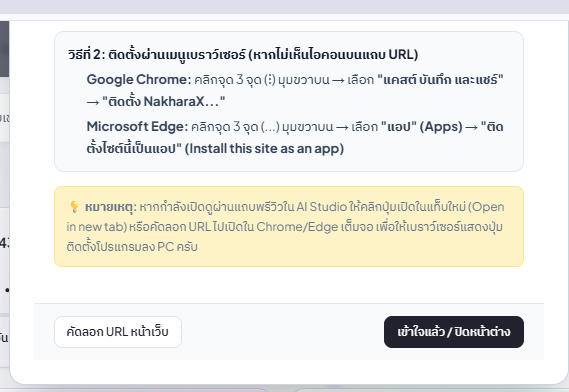 วิธีที่ 2: ติดตั้งผ่านเมนูเบราว์เซอร์ (หากไม่เห็นไอคอนบนแถบ URL)
Google Chrome: คลิกจุด 3 จุด (⋮) มุมขวาบน → เลือก "แคสต์ บันทึก และแชร์"
→ "ติดตั้ง NakharaX..."
Microsoft Edge: คลิกจุด 3 จุด (...) มุมขวาบน → เลือก "แอป" (Apps) → "ติด
ตั้งไซต์นี้เป็นแอป" (Install this site as an app)
💡 หมายเหตุ: หากกำลังเปิดดูผ่านแถบพรีวิวใน AI Studio ให้คลิกปุ่มเปิดในแท็บใหม่ (Open
in new tab) หรือคัดลอก URL ไปเปิดใน Chrome/Edge เต็มจอ เพื่อให้เบราว์เซอร์แสดงปุ่ม
ติดตั้งโปรแกรมลง PC ครับ
คัดลอก URL หน้าเว็บ
เข้าใจแล้ว / ปิดหน้าต่าง